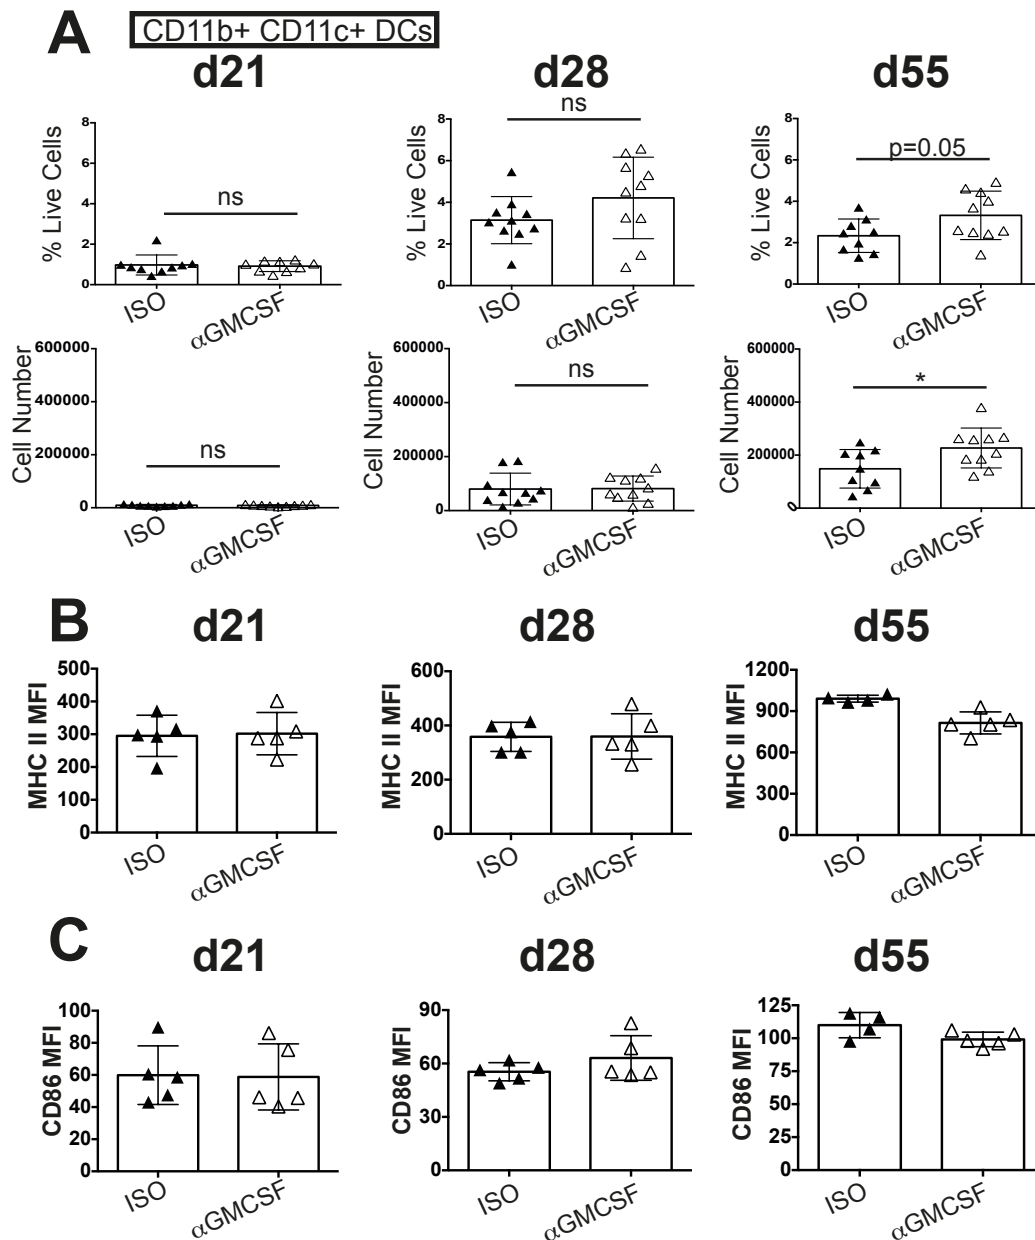 A
CD11b+ CD11c+ DCs
d21 d28 d55
% Live Cells
8
6
4
2
0
ns
ISO αGMCSF
% Live Cells
8
6
4
2
0
ns
ISO αGMCSF
% Live Cells
8
6
4
2
0
p=0.05
ISO αGMCSF
Cell Number
600000
400000
200000
0
ns
ISO αGMCSF
Cell Number
600000
400000
200000
0
ns
ISO αGMCSF
Cell Number
600000
400000
200000
0
*
ISO αGMCSF
B
d21 d28 d55
MHC II MFI
500
400
300
200
100
0
ISO αGMCSF
MHC II MFI
600
400
200
0
ISO αGMCSF
MHC II MFI
1200
900
600
300
0
ISO αGMCSF
C
d21 d28 d55
CD86 MFI
100
80
60
40
20
0
ISO αGMCSF
CD86 MFI
90
60
30
0
ISO αGMCSF
CD86 MFI
125
100
75
50
25
0
ISO αGMCSF